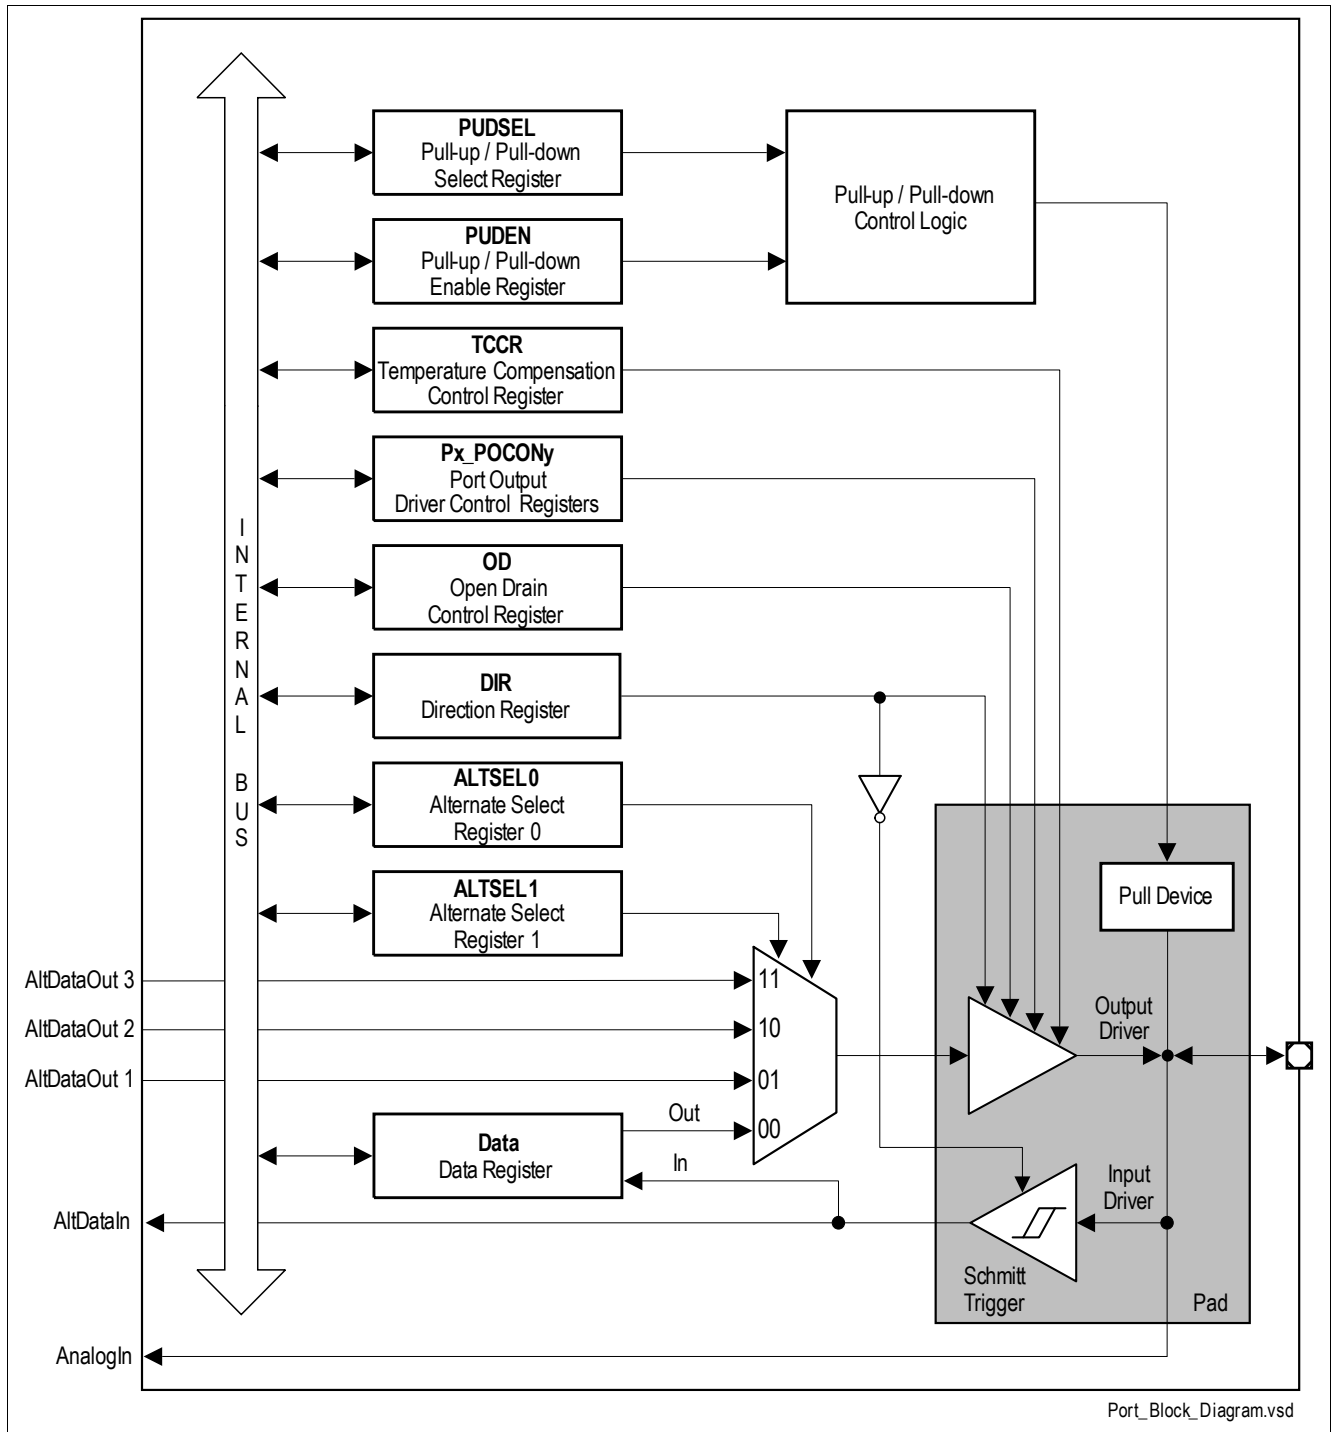 PUDSEL
Pull-up / Pull-down
Select Register
Pull-up / Pull-down
Control Logic
PUDEN
Pull-up / Pull-down
Enable Register
TCCR
Temperature Compensation
Control Register
Px_POCONy
Port Output
Driver Control Registers
OD
Open Drain
Control Register
INTERNAL BUS
DIR
Direction Register
ALTSEL0
Alternate Select
Register 0
ALTSEL1
Alternate Select
Register 1
Pull Device
AltDataOut 3
11
AltDataOut 2
10
AltDataOut 1
01
Output
Driver
Out
00
Data
Data Register
In
Input
Driver
AltDataIn
Schmitt
Trigger
Pad
AnalogIn
Port_Block_Diagram.vsd